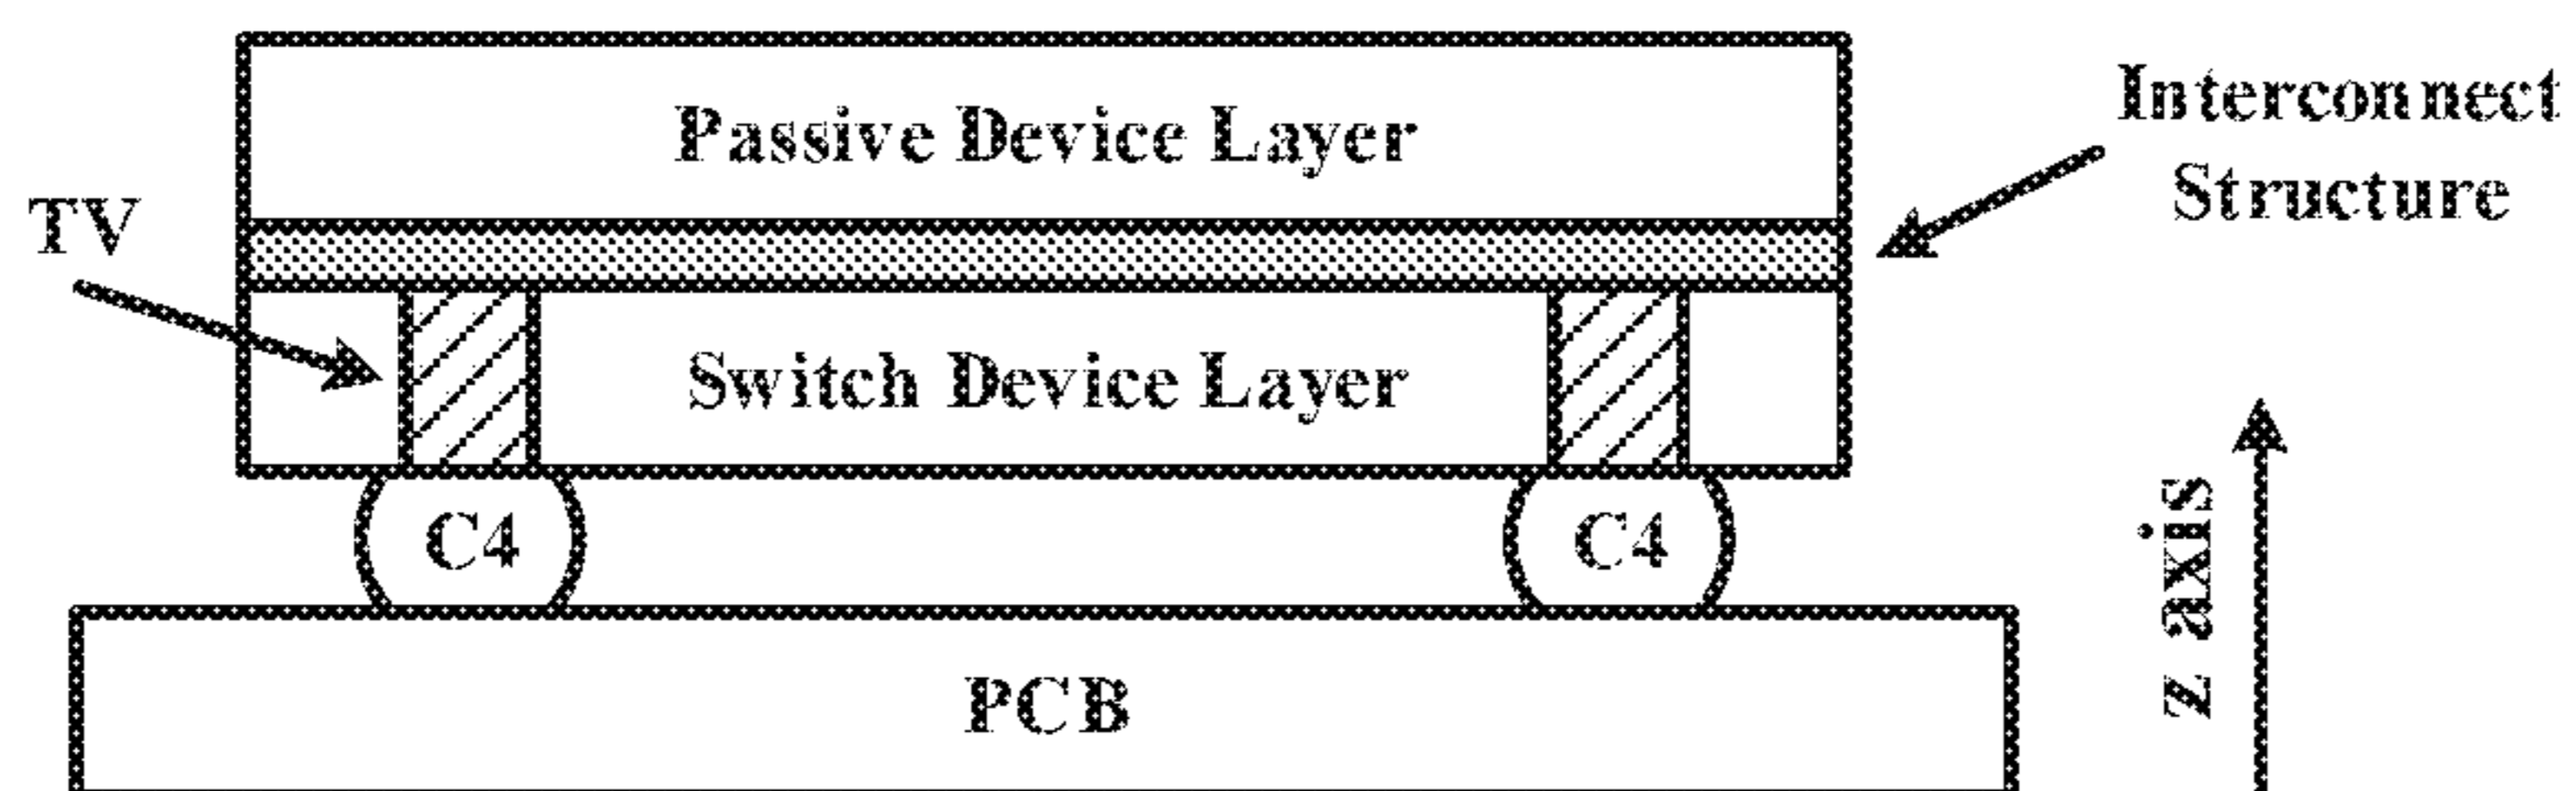 Passive Device Layer
Interconnect
Structure
TV
Switch Device Layer
C4
C4
z axis
PCB